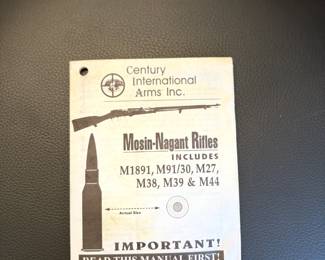 Century
International
Arms Inc.
Mosin-Nagant Rifles
INCLUDES
M1891, M91/30, M27,
M38, M39 & M44
Actual Size
IMPORTANT!
READ THIS MANUAL FIRST!